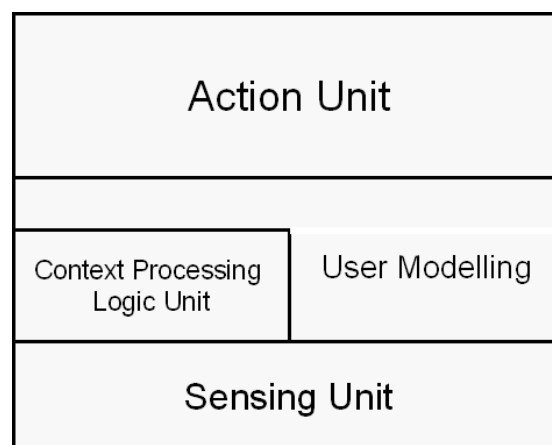 Action Unit
Context Processing
Logic Unit
User Modelling
Sensing Unit